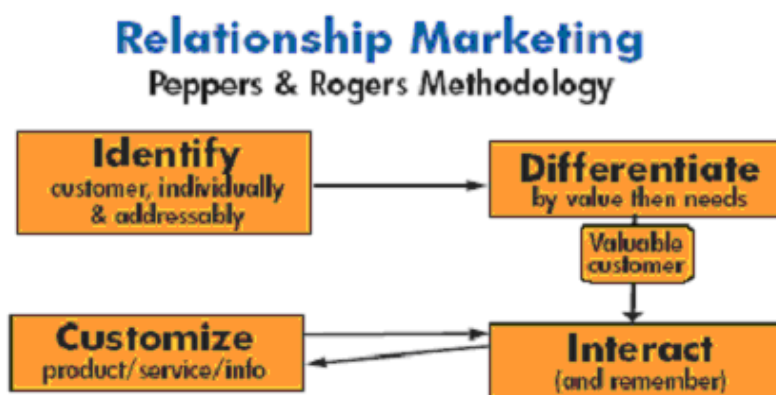 Relationship Marketing
Peppers & Rogers Methodology
Identify
customer, individually
& addressably
Differentiate
by value then needs
Valuable
customer
Customize
product/service/info
Interact
(and remember)